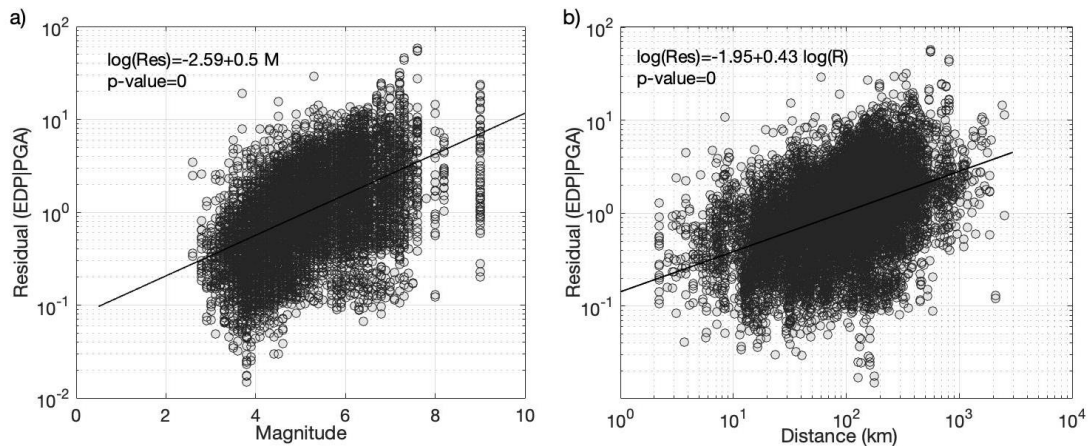 a)
log(Res)=-2.59+0.5 M
p-value=0
Residual (EDP|PGA)
10^2
10^1
10^0
10^-1
10^-2
0 2 4 6 8 10
Magnitude
b)
log(Res)=-1.95+0.43 log(R)
p-value=0
Residual (EDP|PGA)
10^2
10^1
10^0
10^-1
10^-2
10^0 10^1 10^2 10^3 10^4
Distance (km)